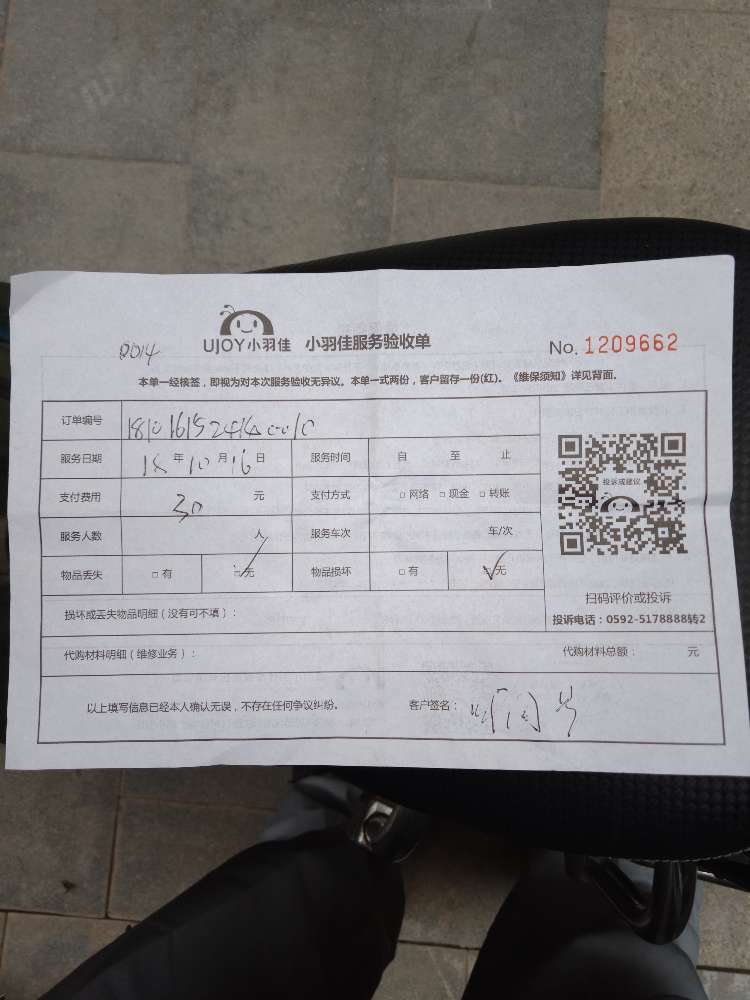 UJOY小羽佳 小羽佳服务验收单 No. 1209662
本单一经核签，即视为对本次服务验收无异议。本单一式两份，客户留存一份(红)。《维保须知》详见背面。
订单编号
服务日期 18 年 10 月 16 日 服务时间 自 至 止
支付费用 30 元 支付方式 □ 网络 □ 现金 □ 转账
投诉或建议
服务人数 人 服务车次 车/次
物品丢失 □ 有 □ 无 物品损坏 □ 有 □ 无
扫码评价或投诉
损坏或丢失物品明细（没有可不填）：
投诉电话：0592-5178888转2
代购材料明细（维修业务）： 代购材料总额： 元
以上填写信息已经本人确认无误，不存在任何争议纠纷。 客户签名：